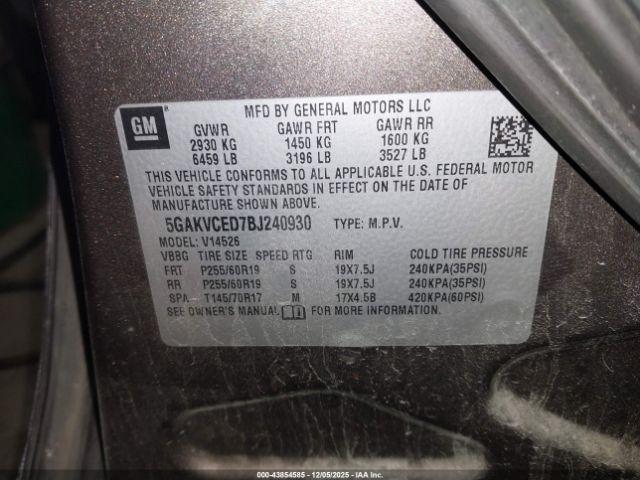 GM
MFD BY GENERAL MOTORS LLC
GVWR GAWR FRT GAWR RR
2930 KG 1450 KG 1600 KG
6459 LB 3196 LB 3527 LB
THIS VEHICLE CONFORMS TO ALL APPLICABLE U.S. FEDERAL MOTOR
VEHICLE SAFETY STANDARDS IN EFFECT ON THE DATE OF
MANUFACTURE SHOWN ABOVE.
5GAKVCED7BJ240930 TYPE: M.P.V.
MODEL: V14526
VBBG TIRE SIZE SPEED RTG RIM COLD TIRE PRESSURE
FRT P255/60R19 S 19X7.5J 240KPA(35PSI)
RR P255/60R19 S 19X7.5J 240KPA(35PSI)
SPA T145/70R17 M 17X4.5B 420KPA(60PSI)
SEE OWNER'S MANUAL FOR MORE INFORMATION.
000-43854585 - 12/05/2025 - IAA Inc.